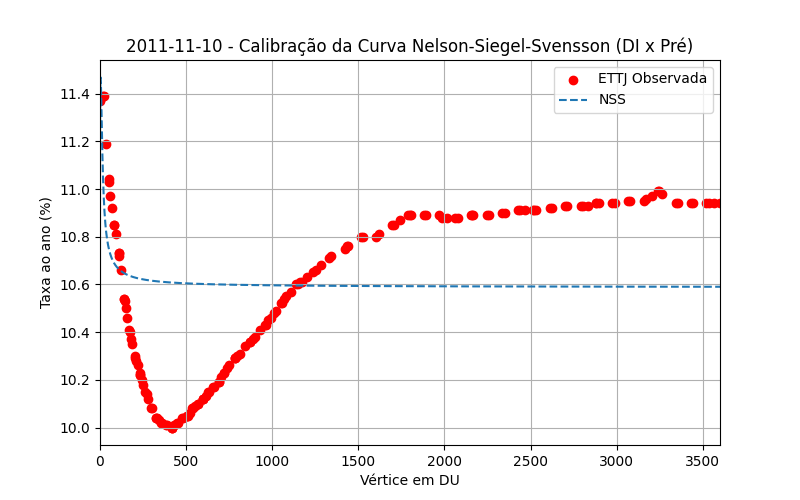 2011-11-10 - Calibração da Curva Nelson-Siegel-Svensson (DI x Pré)
ETTJ Observada
NSS
Taxa ao ano (%)
11.4
11.2
11.0
10.8
10.6
10.4
10.2
10.0
0 500 1000 1500 2000 2500 3000 3500
Vértice em DU